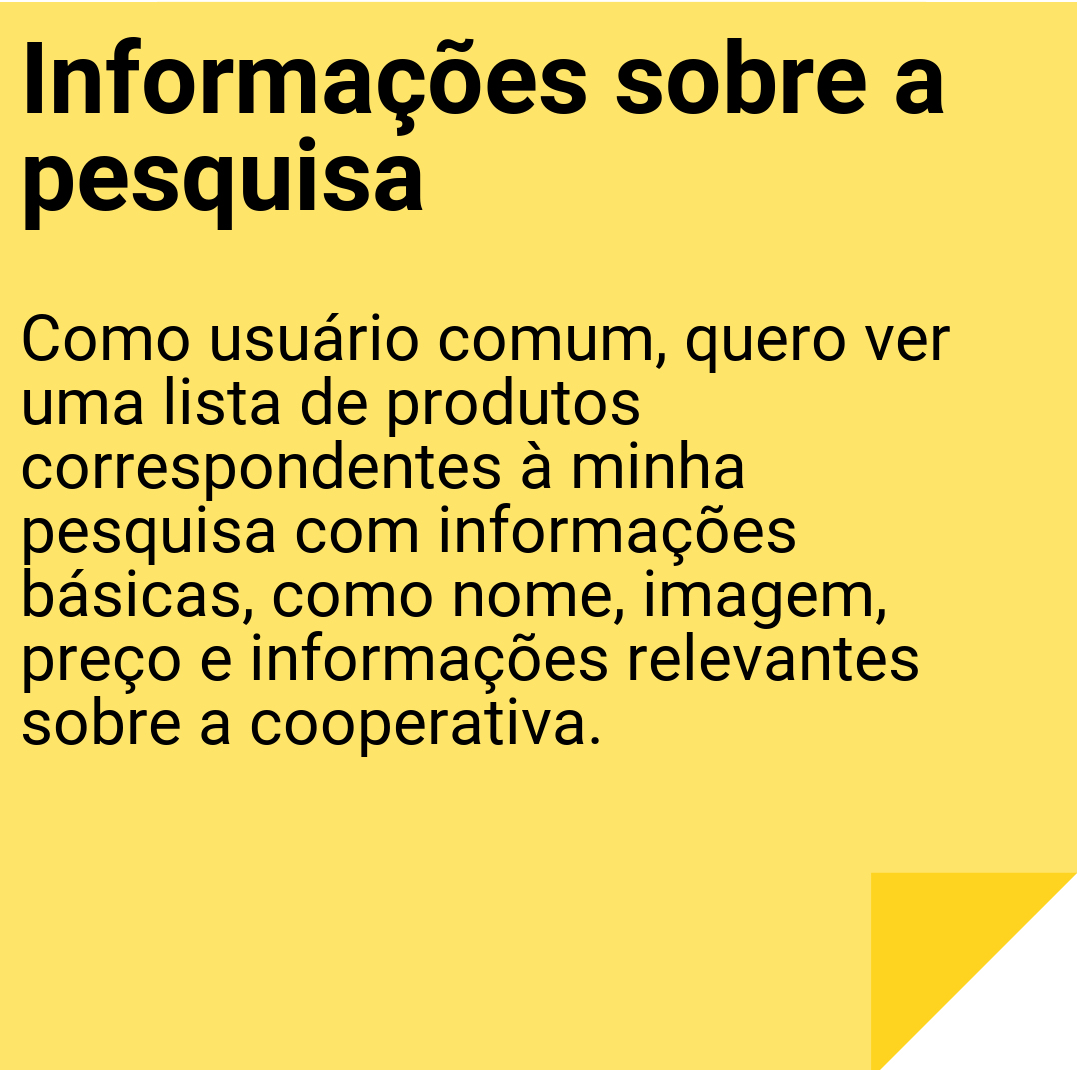 Informações sobre a
pesquisa
Como usuário comum, quero ver
uma lista de produtos
correspondentes à minha
pesquisa com informações
básicas, como nome, imagem,
preço e informações relevantes
sobre a cooperativa.